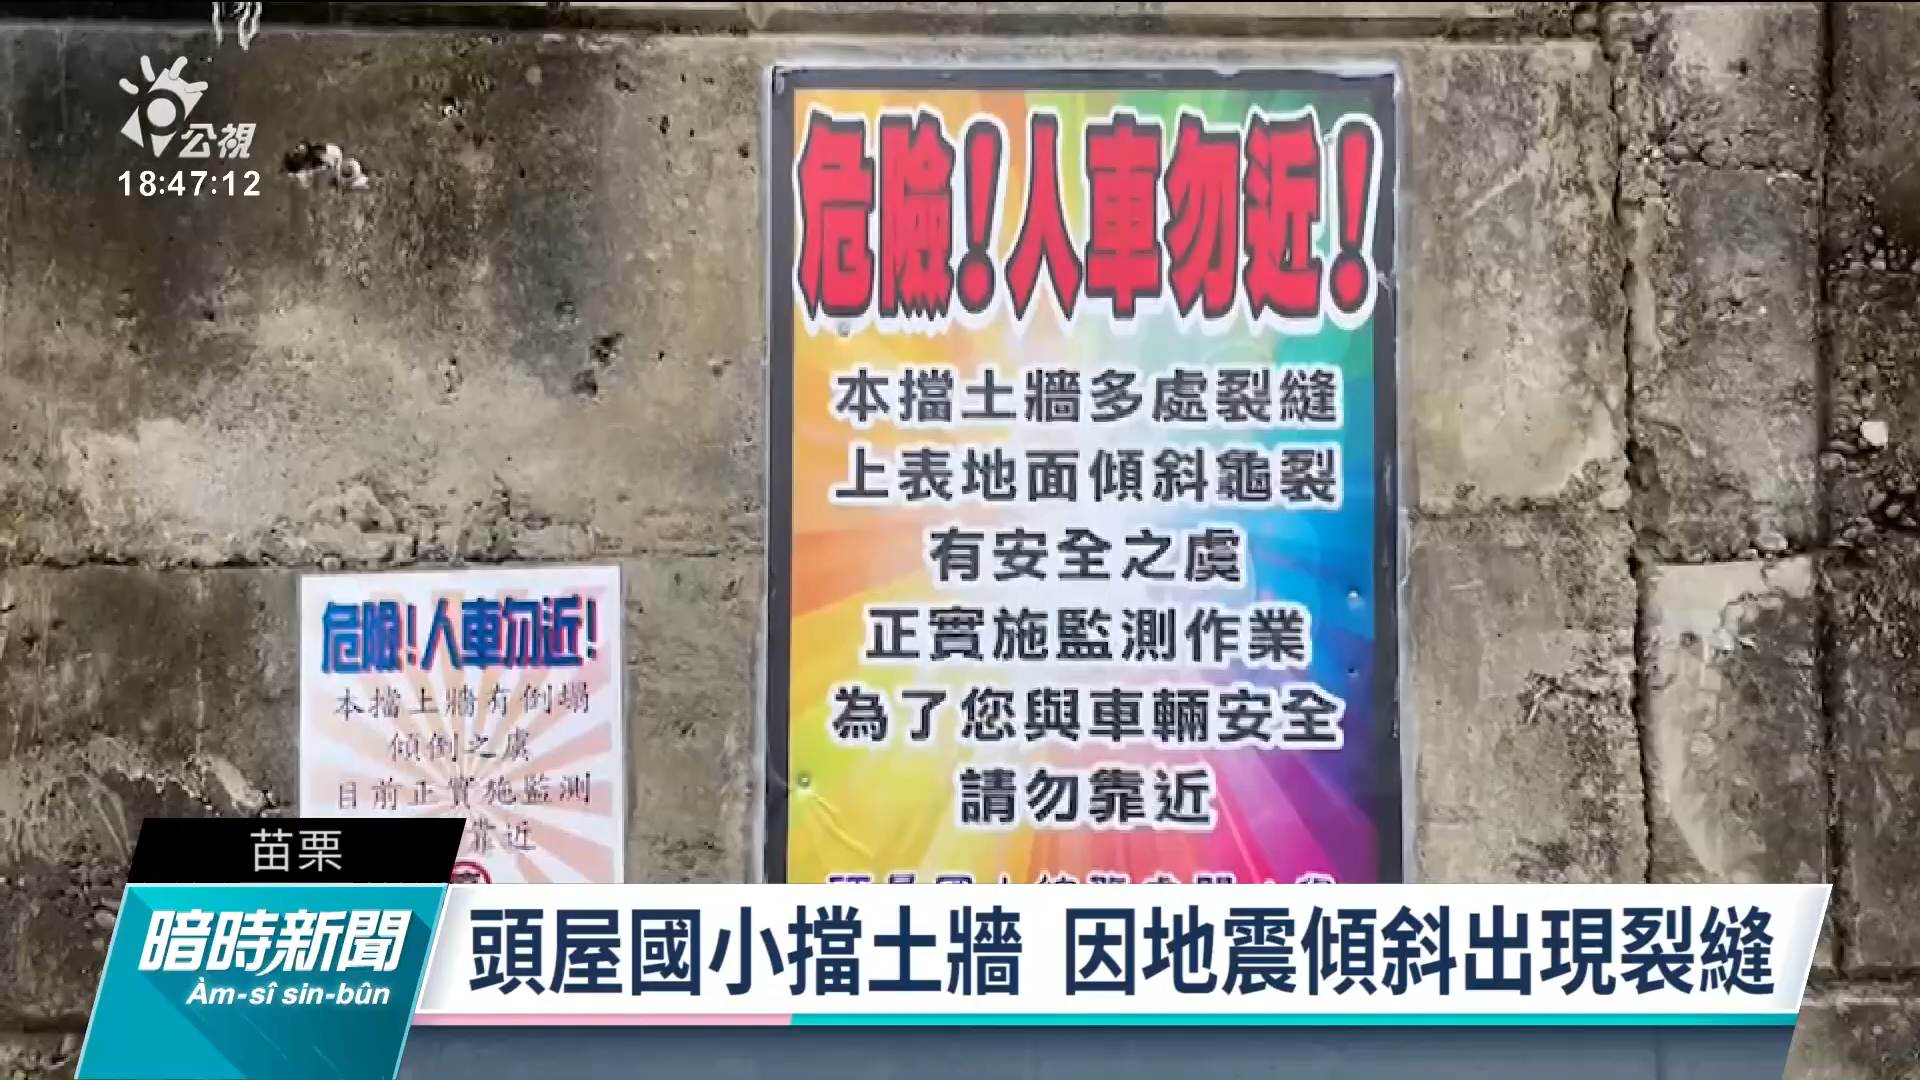 公視
18:47:12
危險!人車勿近!
本擋土牆多處裂縫
上表地面傾斜龜裂
有安全之虞
正實施監測作業
為了您與車輛安全
請勿靠近
危險!人車勿近!
本擋土牆有倒塌
傾倒之虞
目前正實施監測
靠近
苗栗
暗時新聞
Àm-sî sin-bûn
頭屋國小擋土牆 因地震傾斜出現裂縫